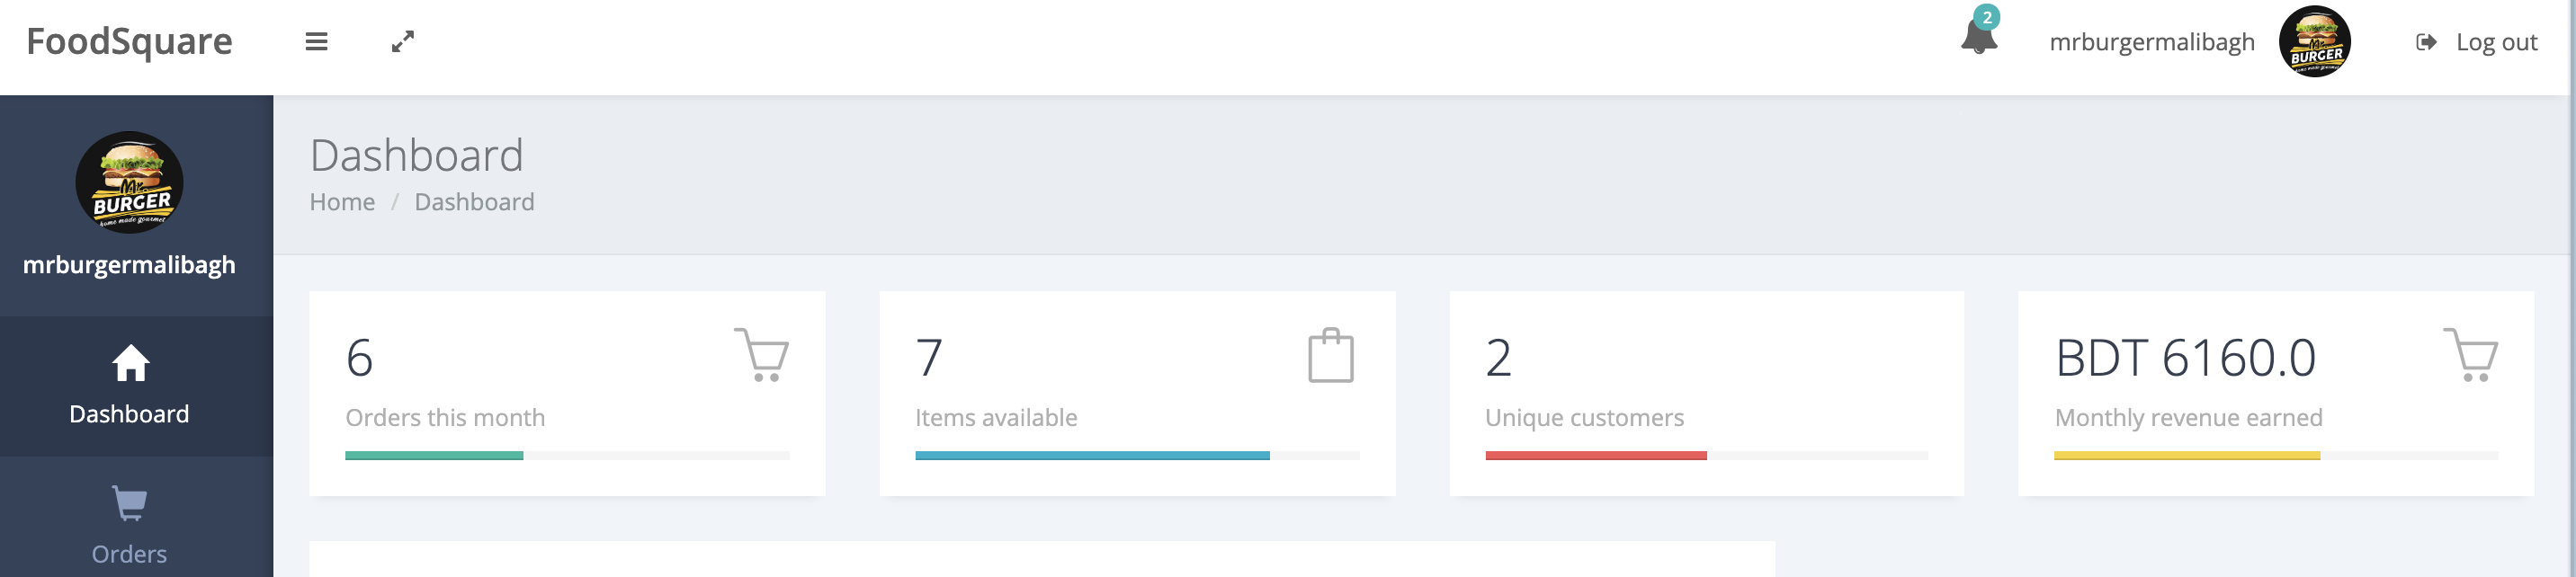 FoodSquare
2
mrburgermalibagh
Mr.
BURGER
Log out
Mr.
BURGER
home made gourmet
mrburgermalibagh
Dashboard
Orders
Dashboard
Home / Dashboard
6
Orders this month
7
Items available
2
Unique customers
BDT 6160.0
Monthly revenue earned